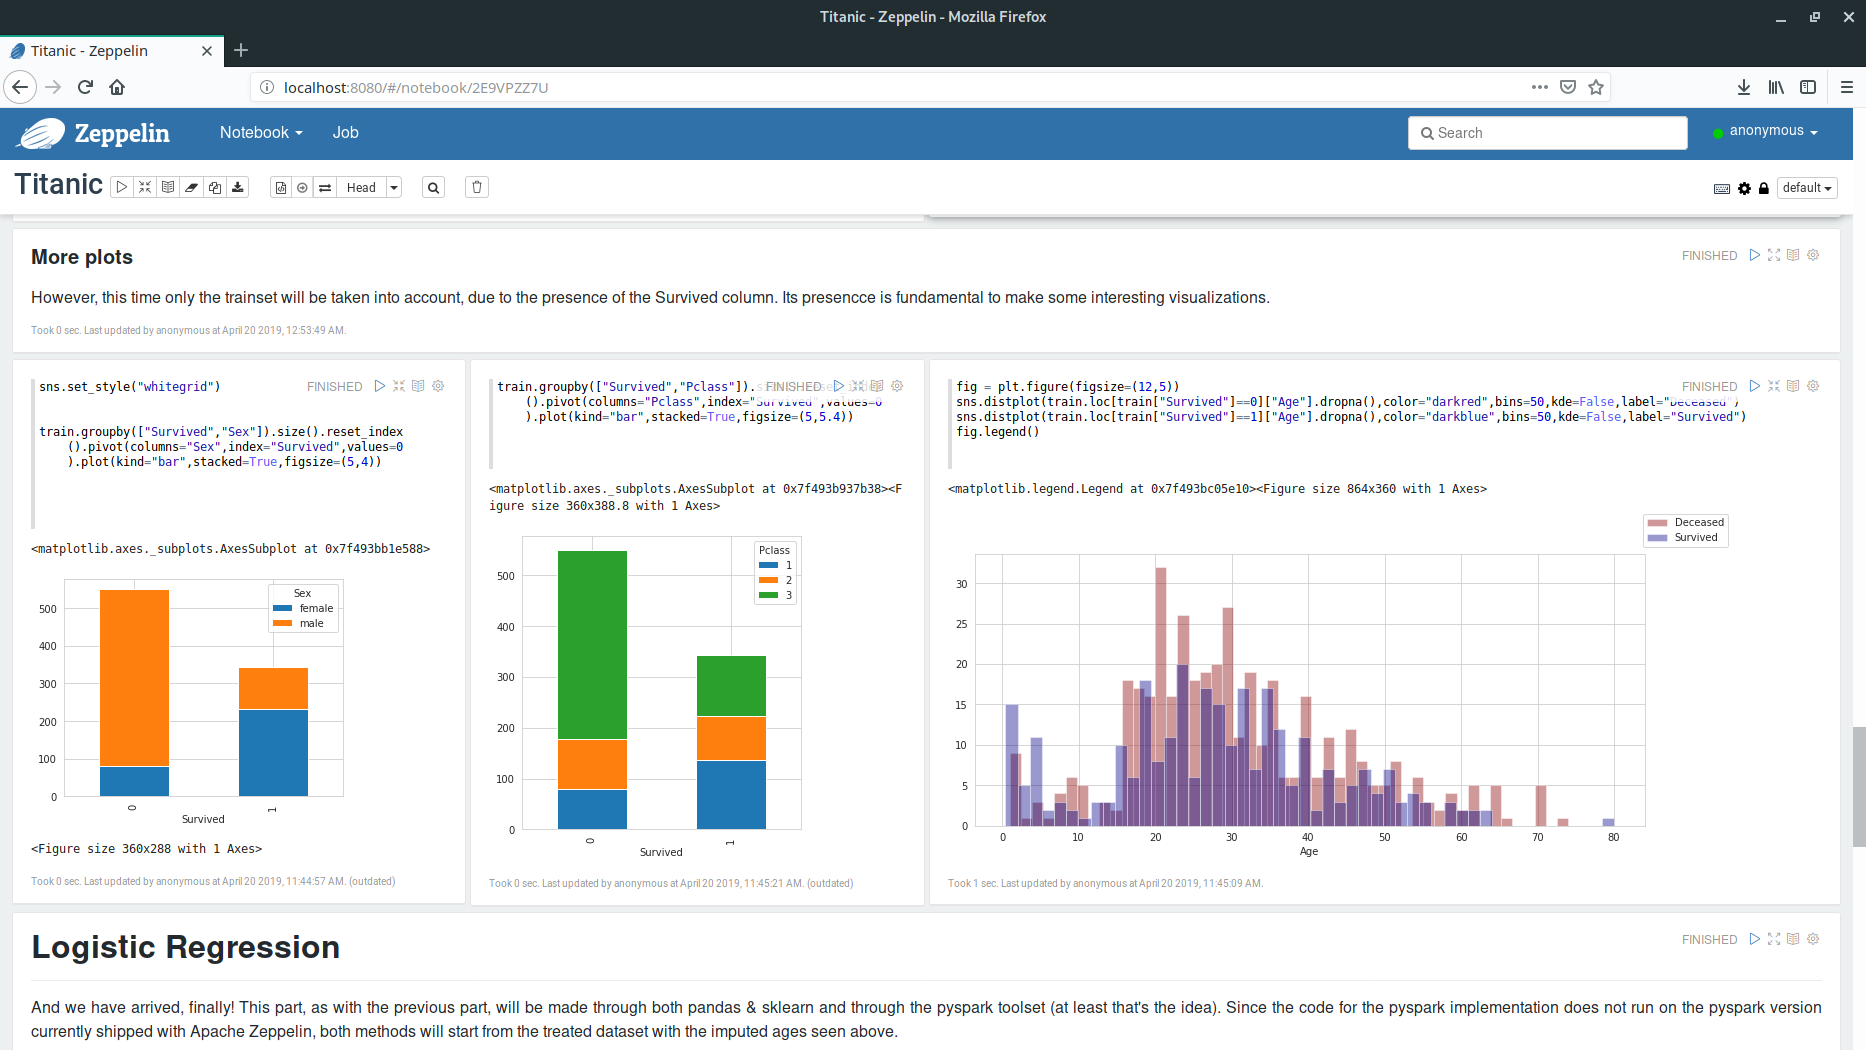 Titanic - Zeppelin - Mozilla Firefox
Titanic - Zeppelin
localhost:8080/#/notebook/2E9VPZZ7U
Zeppelin
Notebook
Job
Search
anonymous
Titanic
Head
default
More plots
FINISHED
However, this time only the trainset will be taken into account, due to the presence of the Survived column. Its presencce is fundamental to make some interesting visualizations.
Took 0 sec. Last updated by anonymous at April 20 2019, 12:53:49 AM.
sns.set_style("whitegrid")
FINISHED
train.groupby(["Survived","Sex"]).size().reset_index
().pivot(columns="Sex",index="Survived",values=0
).plot(kind="bar",stacked=True,figsize=(5,4))
<matplotlib.axes._subplots.AxesSubplot at 0x7f493bb1e588>
Sex
female
male
500
400
300
200
100
0
0
1
Survived
<Figure size 360x288 with 1 Axes>
Took 0 sec. Last updated by anonymous at April 20 2019, 11:44:57 AM. (outdated)
train.groupby(["Survived","Pclass"]).
FINISHED
().pivot(columns="Pclass",index="Survived",values=0
).plot(kind="bar",stacked=True,figsize=(5,5.4))
<matplotlib.axes._subplots.AxesSubplot at 0x7f493b937b38><F
igure size 360x388.8 with 1 Axes>
Pclass
1
2
3
500
400
300
200
100
0
0
1
Survived
Took 0 sec. Last updated by anonymous at April 20 2019, 11:45:21 AM. (outdated)
fig = plt.figure(figsize=(12,5))
FINISHED
sns.distplot(train.loc[train["Survived"]==0]["Age"].dropna(),color="darkred",bins=50,kde=False,label="Deceased")
sns.distplot(train.loc[train["Survived"]==1]["Age"].dropna(),color="darkblue",bins=50,kde=False,label="Survived")
fig.legend()
<matplotlib.legend.Legend at 0x7f493bc05e10><Figure size 864x360 with 1 Axes>
Deceased
Survived
30
25
20
15
10
5
0
0 10 20 30 40 50 60 70 80
Age
Took 1 sec. Last updated by anonymous at April 20 2019, 11:45:09 AM.
Logistic Regression
FINISHED
And we have arrived, finally! This part, as with the previous part, will be made through both pandas & sklearn and through the pyspark toolset (at least that's the idea). Since the code for the pyspark implementation does not run on the pyspark version
currently shipped with Apache Zeppelin, both methods will start from the treated dataset with the imputed ages seen above.